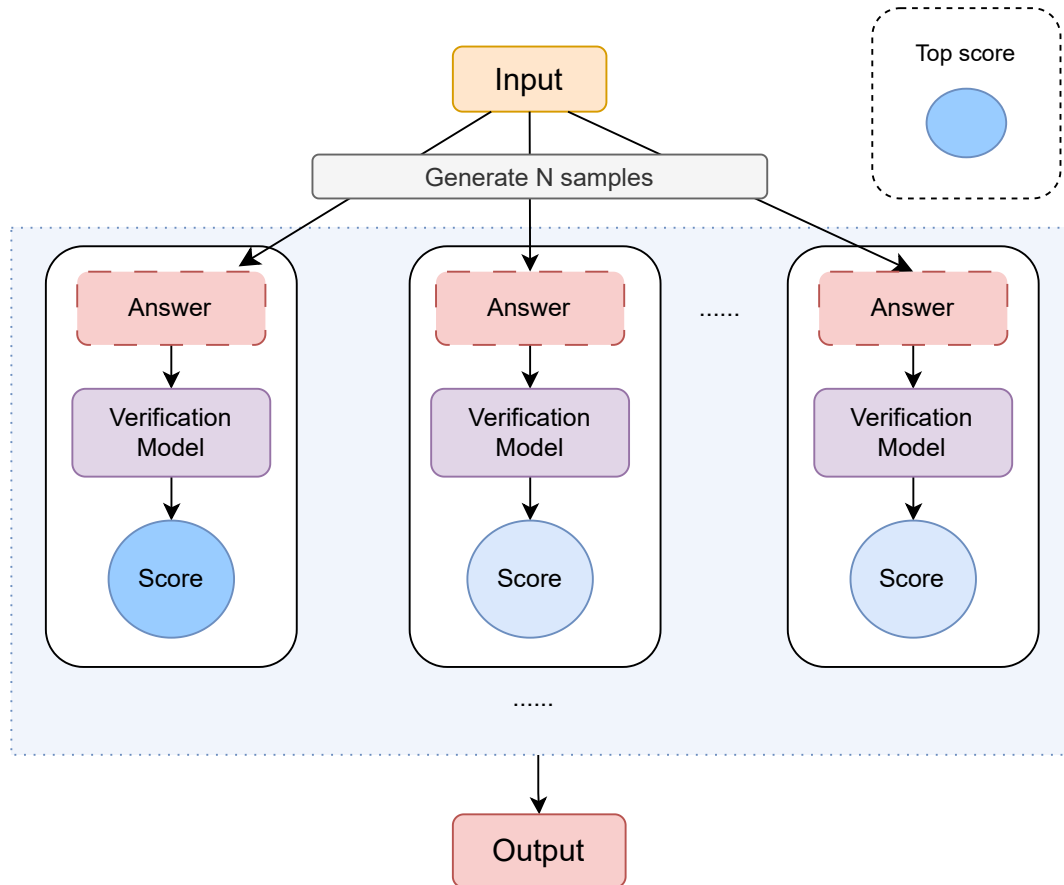 Top score
Input
Generate N samples
Answer
Answer
......
Answer
Verification
Model
Verification
Model
Verification
Model
Score
Score
Score
......
Output